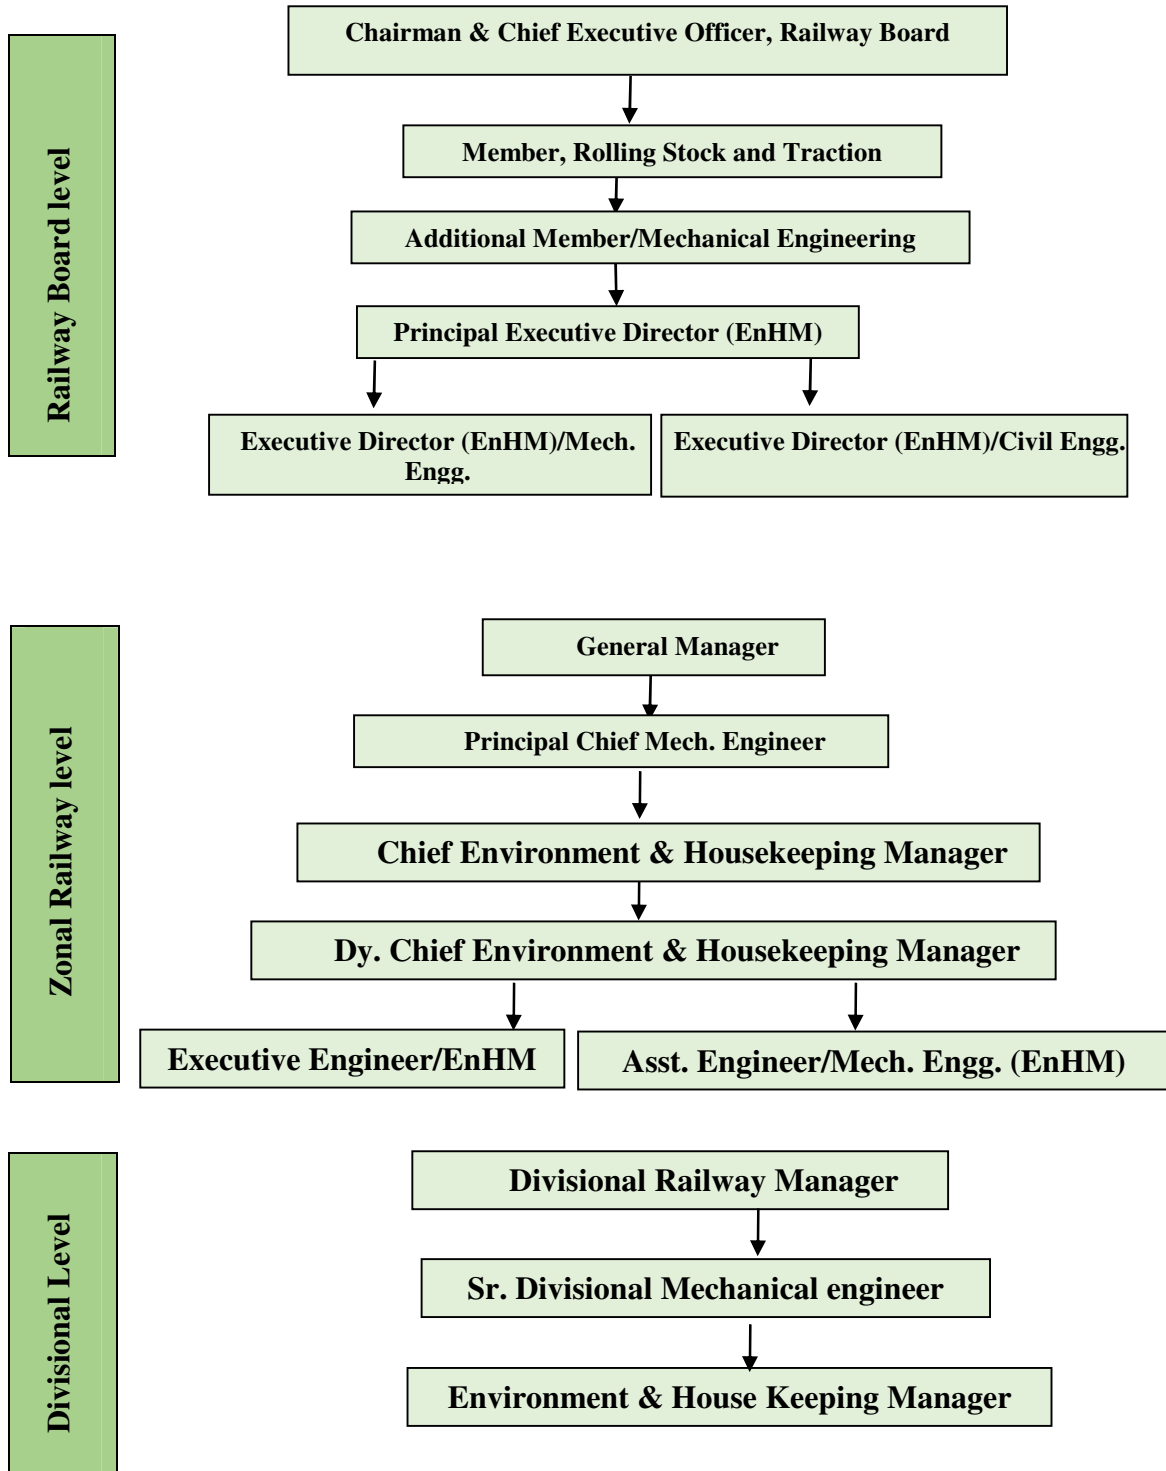 Railway Board level
Chairman & Chief Executive Officer, Railway Board
Member, Rolling Stock and Traction
Additional Member/Mechanical Engineering
Principal Executive Director (EnHM)
Executive Director (EnHM)/Mech.
Engg.
Executive Director (EnHM)/Civil Engg.
Zonal Railway level
General Manager
Principal Chief Mech. Engineer
Chief Environment & Housekeeping Manager
Dy. Chief Environment & Housekeeping Manager
Executive Engineer/EnHM
Asst. Engineer/Mech. Engg. (EnHM)
Divisional Level
Divisional Railway Manager
Sr. Divisional Mechanical engineer
Environment & House Keeping Manager